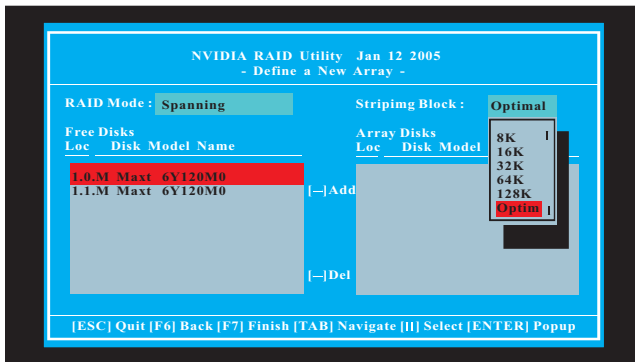 NVIDIA RAID Utility Jan 12 2005
- Define a New Array -
RAID Mode : Spanning
Stripimg Block : Optimal
Free Disks
Loc Disk Model Name
Array Disks
Loc Disk Model
8K
16K
32K
64K
128K
Optim
1.0.M Maxt 6Y120M0
1.1.M Maxt 6Y120M0
[—]Add
[—]Del
[ESC] Quit [F6] Back [F7] Finish [TAB] Navigate [II] Select [ENTER] Popup